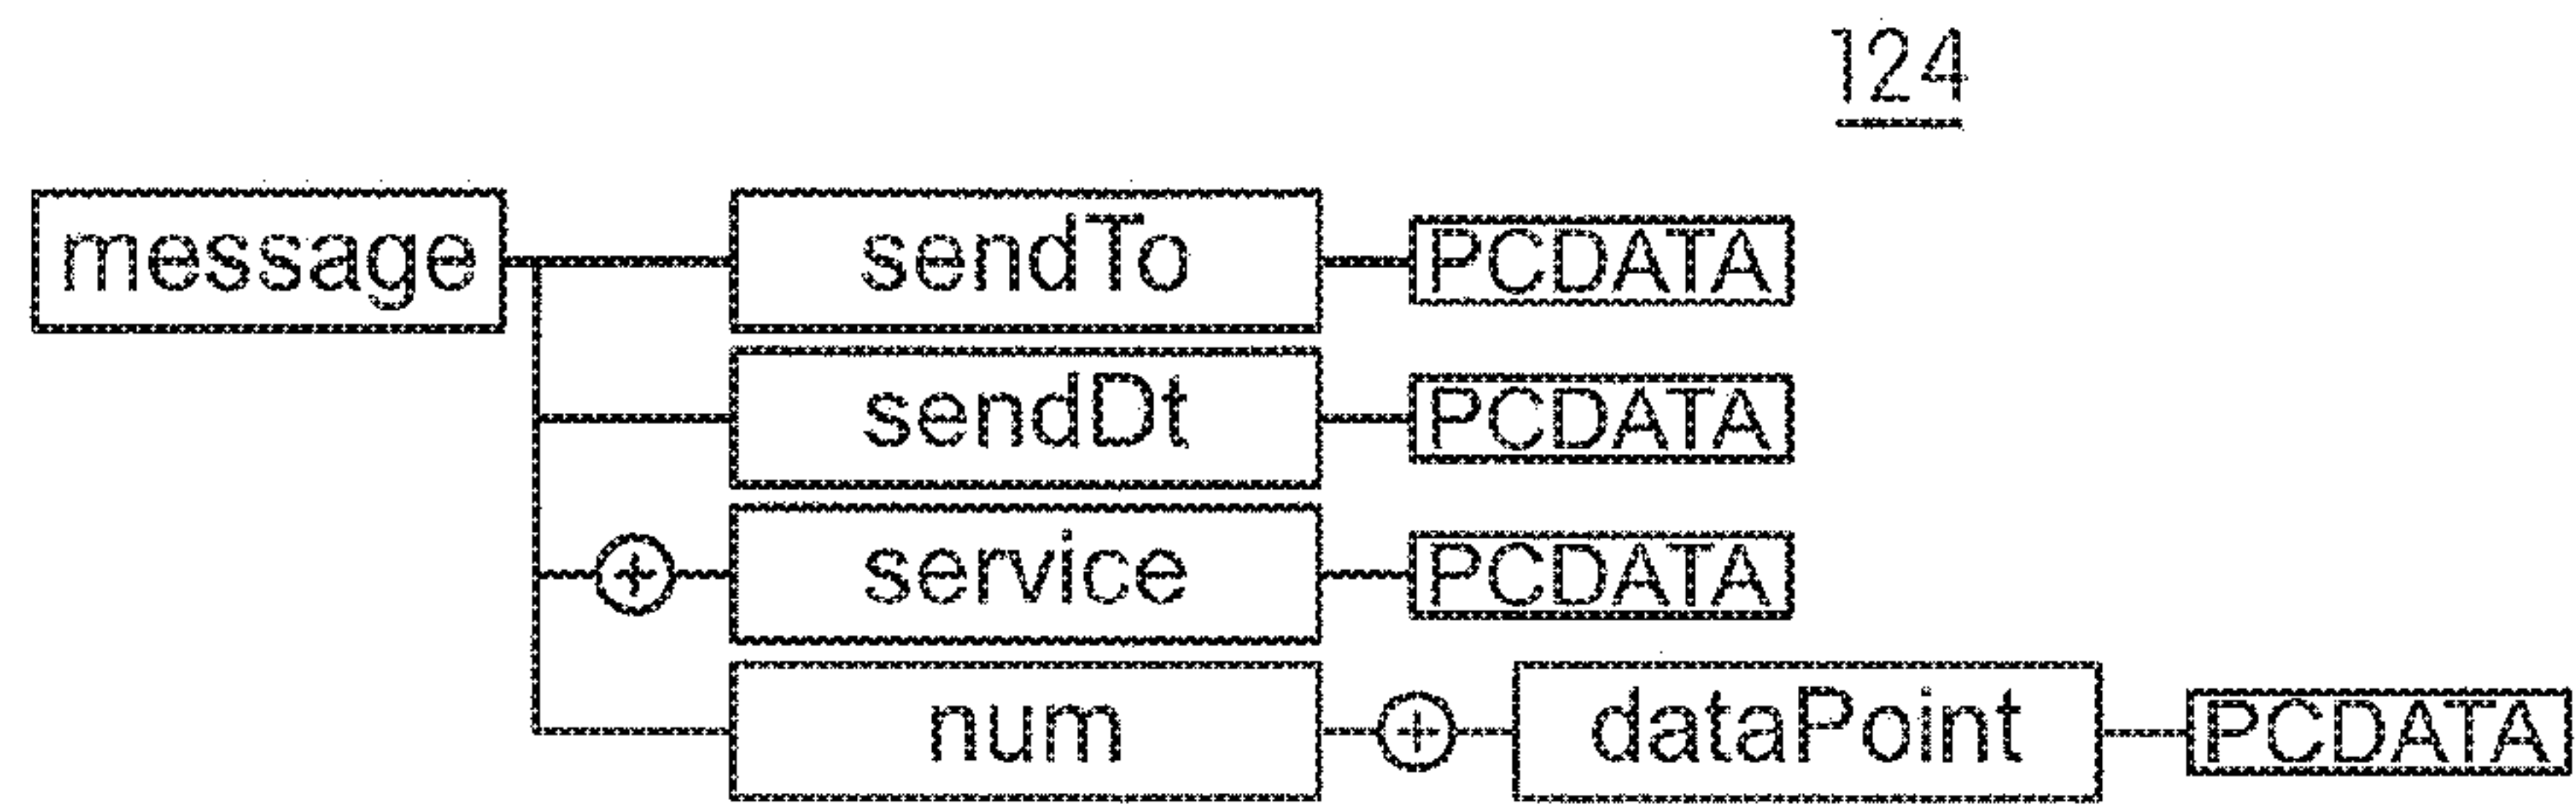 124
message sendTo PCDATA
sendDt PCDATA
+ service PCDATA
num + dataPoint PCDATA